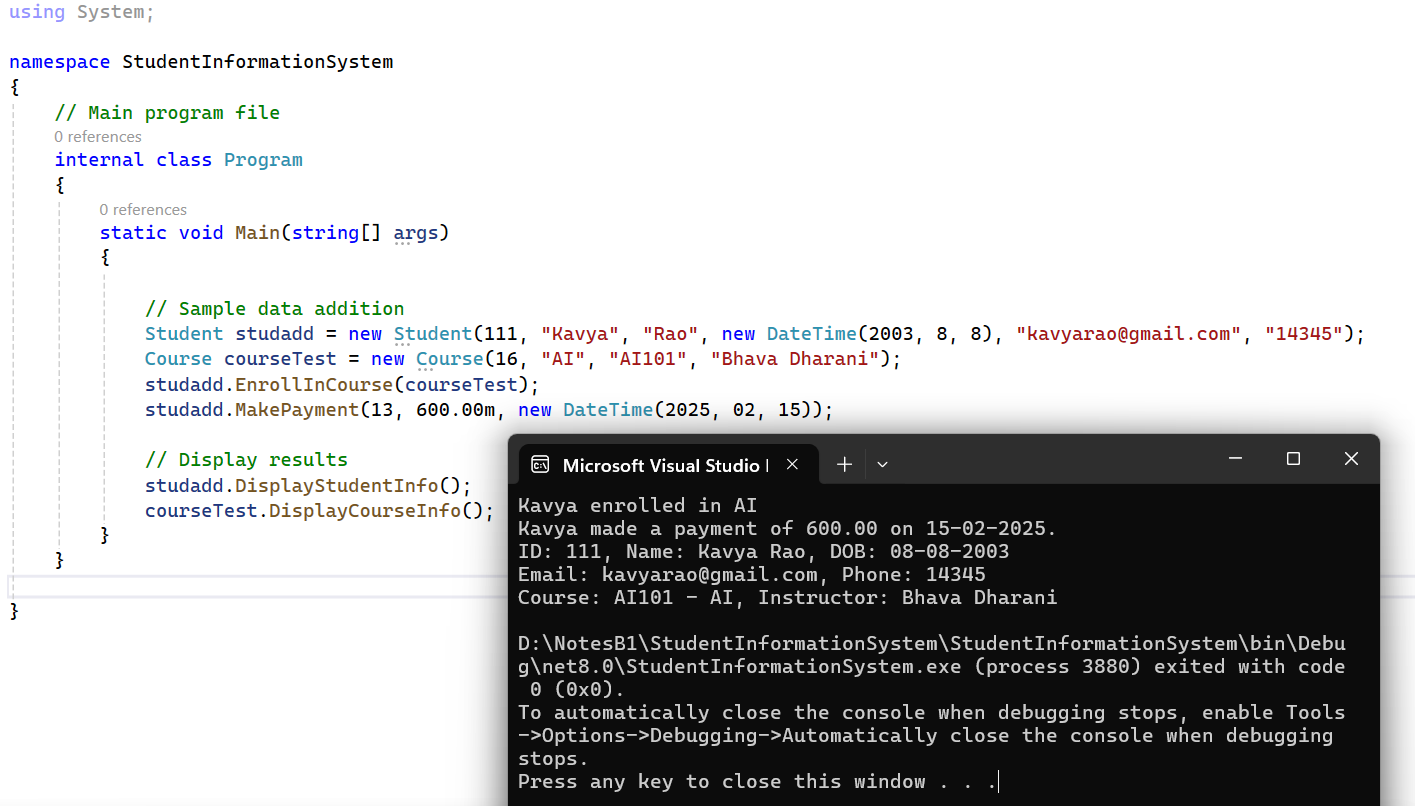 using System;
namespace StudentInformationSystem
{
// Main program file
0 references
internal class Program
{
0 references
static void Main(string[] args)
{
// Sample data addition
Student studadd = new Student(111, "Kavya", "Rao", new DateTime(2003, 8, 8), "kavyarao@gmail.com", "14345");
Course courseTest = new Course(16, "AI", "AI101", "Bhava Dharani");
studadd.EnrollInCourse(courseTest);
studadd.MakePayment(13, 600.00m, new DateTime(2025, 02, 15));
// Display results
studadd.DisplayStudentInfo();
courseTest.DisplayCourseInfo();
}
}
}
Microsoft Visual Studio
Kavya enrolled in AI
Kavya made a payment of 600.00 on 15-02-2025.
ID: 111, Name: Kavya Rao, DOB: 08-08-2003
Email: kavyarao@gmail.com, Phone: 14345
Course: AI101 - AI, Instructor: Bhava Dharani
D:\NotesB1\StudentInformationSystem\StudentInformationSystem\bin\Debu
g\net8.0\StudentInformationSystem.exe (process 3880) exited with code
0 (0x0).
To automatically close the console when debugging stops, enable Tools
->Options->Debugging->Automatically close the console when debugging
stops.
Press any key to close this window . . .